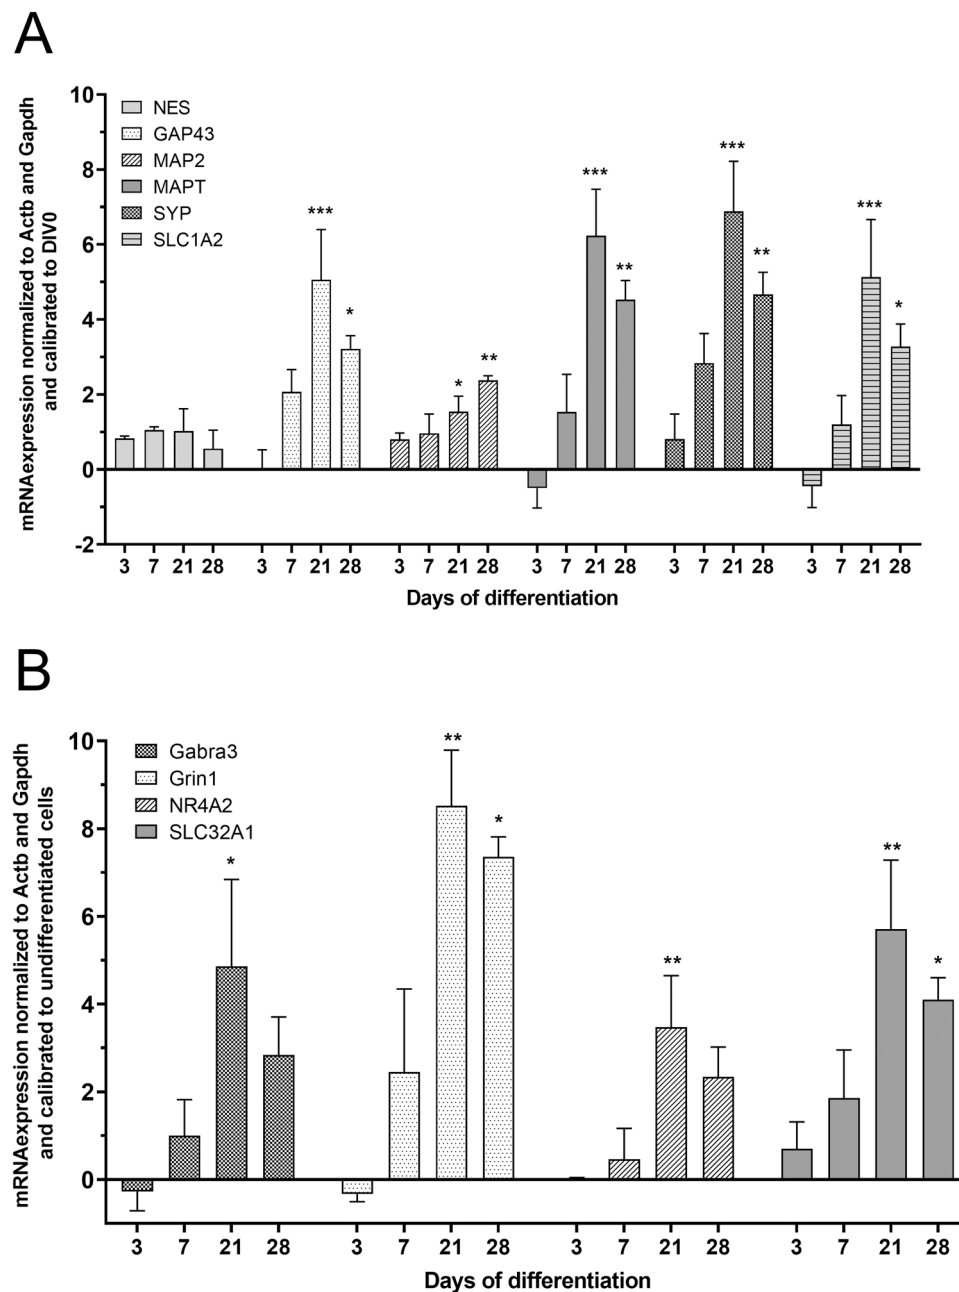 A
mRNAexpression normalized to Actb and Gapdh
and calibrated to DIV0
10
8
6
4
2
0
-2
NES
GAP43
MAP2
MAPT
SYP
SLC1A2
*** * * ** *** ** *** ** *** *
3 7 21 28 3 7 21 28 3 7 21 28 3 7 21 28 3 7 21 28 3 7 21 28
Days of differentiation
B
mRNAexpression normalized to Actb and Gapdh
and calibrated to undifferentiated cells
10
8
6
4
2
0
Gabra3
Grin1
NR4A2
SLC32A1
* ** * ** ** *
3 7 21 28 3 7 21 28 3 7 21 28 3 7 21 28
Days of differentiation